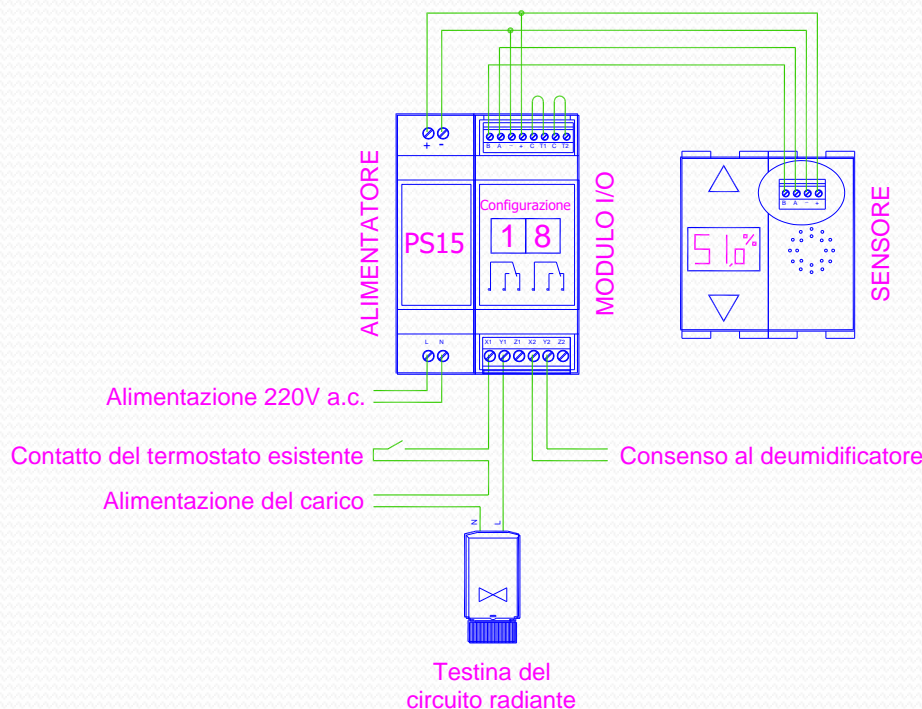 + -
B A - + C T1 C T2
ALIMENTATORE
PS15
Configurazione
1 8
MODULO I/O
B A - +
51,0%
SENSORE
L N
X1 Y1 Z1 X2 Y2 Z2
Alimentazione 220V a.c.
Contatto del termostato esistente
Consenso al deumidificatore
Alimentazione del carico
N L
Testina del
circuito radiante